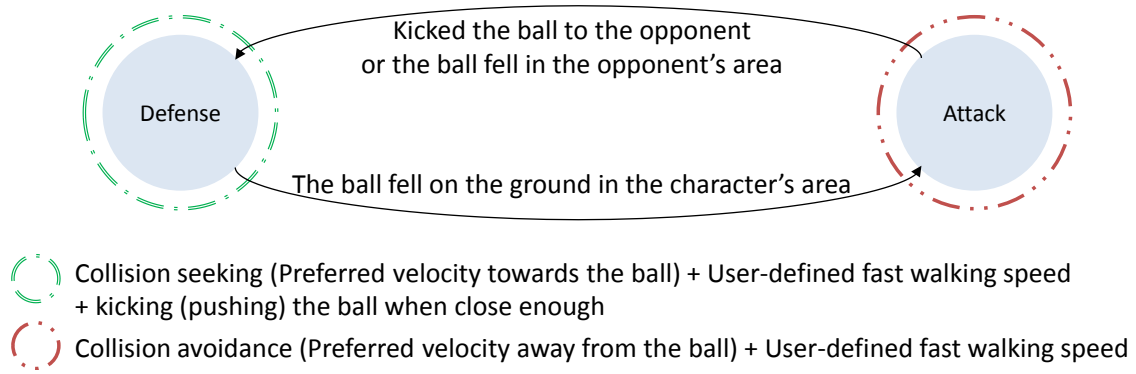 Kicked the ball to the opponent
or the ball fell in the opponent's area
Defense
Attack
The ball fell on the ground in the character's area
Collision seeking (Preferred velocity towards the ball) + User-defined fast walking speed
+ kicking (pushing) the ball when close enough
Collision avoidance (Preferred velocity away from the ball) + User-defined fast walking speed